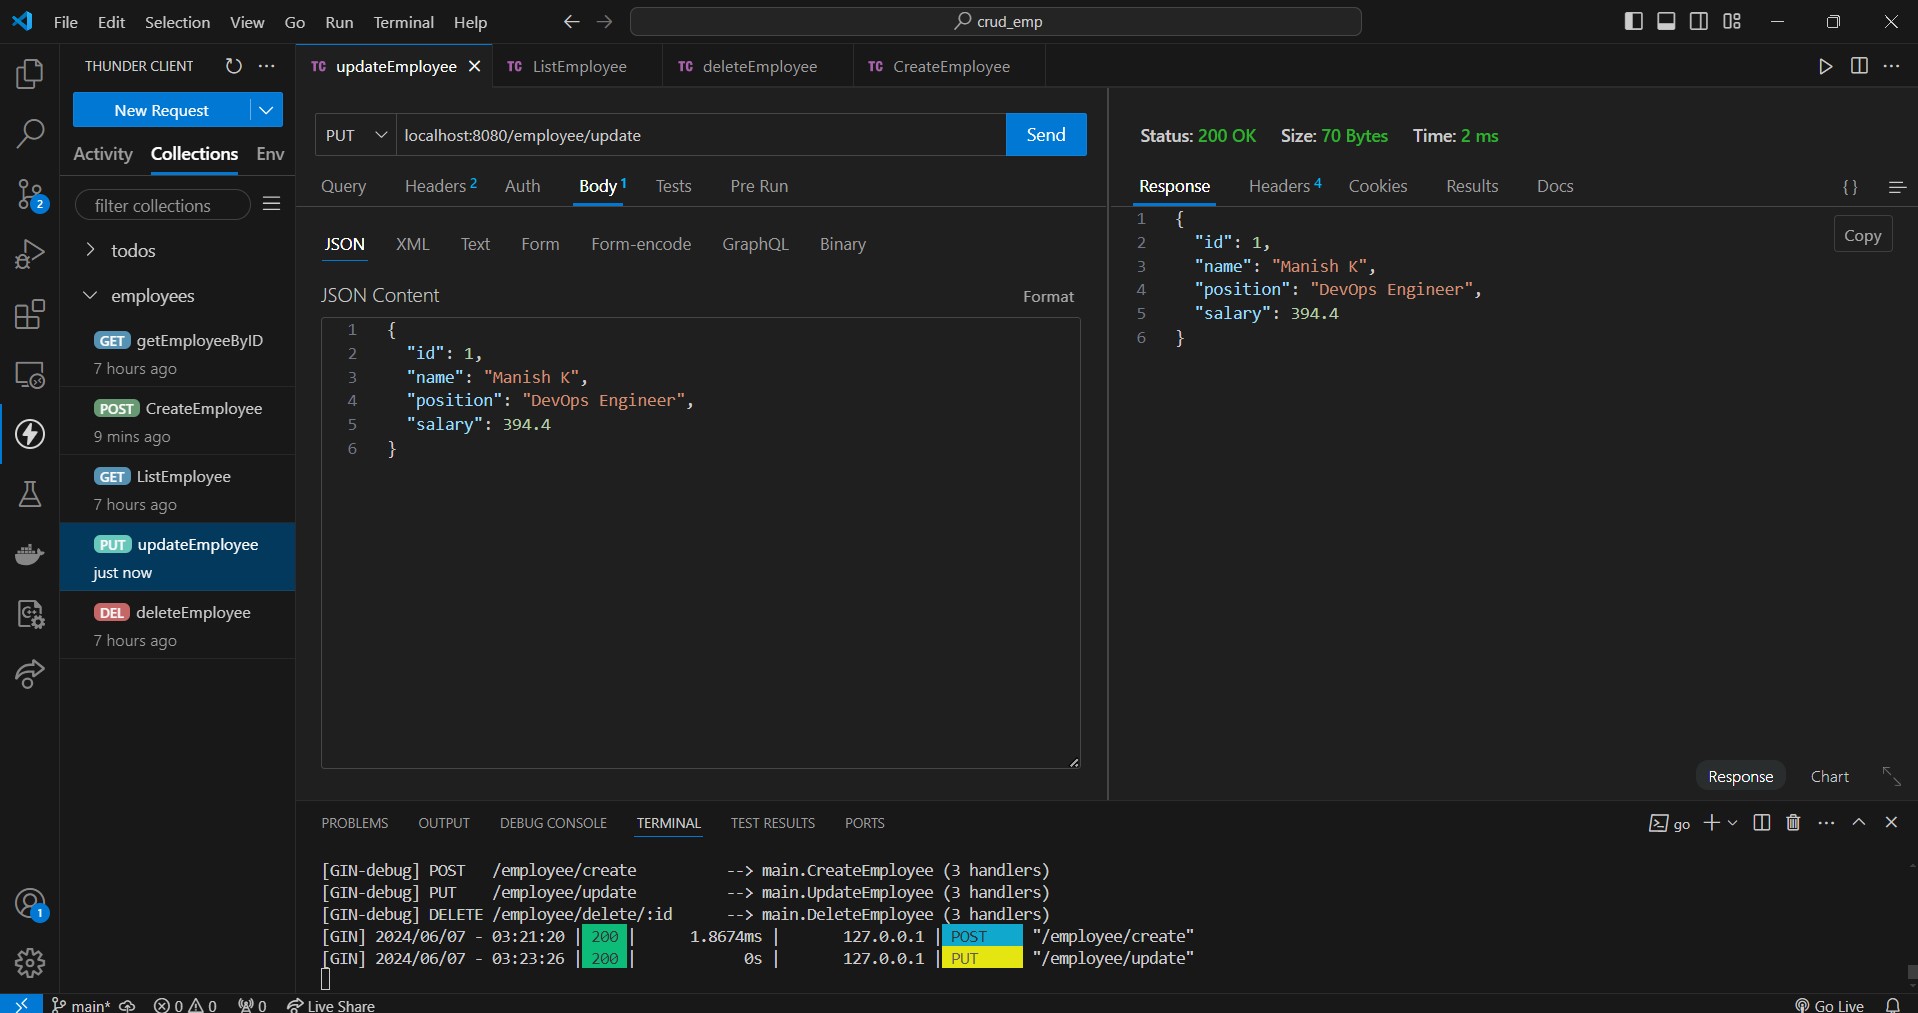 File Edit Selection View Go Run Terminal Help
crud_emp
THUNDER CLIENT
New Request
Activity Collections Env
filter collections
todos
employees
GET getEmployeeByID
7 hours ago
POST CreateEmployee
9 mins ago
GET ListEmployee
7 hours ago
PUT updateEmployee
just now
DEL deleteEmployee
7 hours ago
2
1
TC updateEmployee TC ListEmployee TC deleteEmployee TC CreateEmployee
PUT localhost:8080/employee/update Send
Query Headers 2 Auth Body 1 Tests Pre Run
JSON XML Text Form Form-encode GraphQL Binary
JSON Content Format
1 {
2 "id": 1,
3 "name": "Manish K",
4 "position": "DevOps Engineer",
5 "salary": 394.4
6 }
Status: 200 OK Size: 70 Bytes Time: 2 ms
Response Headers 4 Cookies Results Docs {}
Copy
1 {
2 "id": 1,
3 "name": "Manish K",
4 "position": "DevOps Engineer",
5 "salary": 394.4
6 }
Response Chart
PROBLEMS OUTPUT DEBUG CONSOLE TERMINAL TEST RESULTS PORTS go
[GIN-debug] POST /employee/create --> main.CreateEmployee (3 handlers)
[GIN-debug] PUT /employee/update --> main.UpdateEmployee (3 handlers)
[GIN-debug] DELETE /employee/delete/:id --> main.DeleteEmployee (3 handlers)
[GIN] 2024/06/07 - 03:21:20 | 200 | 1.8674ms | 127.0.0.1 | POST "/employee/create"
[GIN] 2024/06/07 - 03:23:26 | 200 | 0s | 127.0.0.1 | PUT "/employee/update"
main* 0 0 0 Live Share Go Live